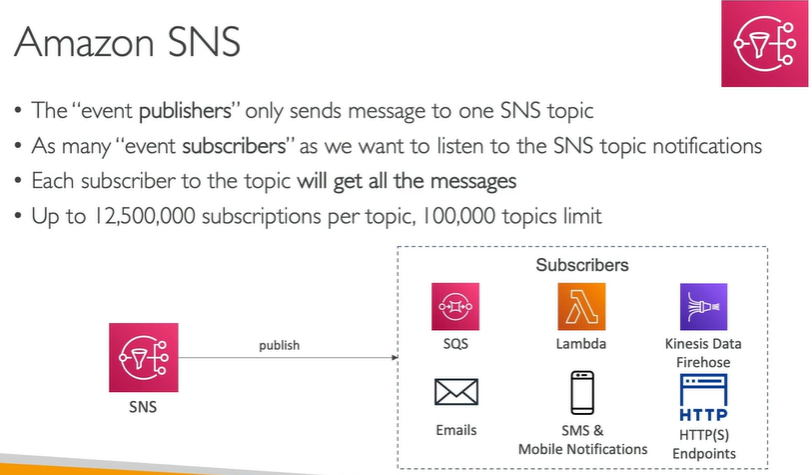 Amazon SNS
• The “event publishers” only sends message to one SNS topic
• As many “event subscribers” as we want to listen to the SNS topic notifications
• Each subscriber to the topic will get all the messages
• Up to 12,500,000 subscriptions per topic, 100,000 topics limit
Subscribers
SQS
Lambda
Kinesis Data
Firehose
publish
SNS
Emails
SMS &
Mobile Notifications
HTTP
HTTP(S)
Endpoints